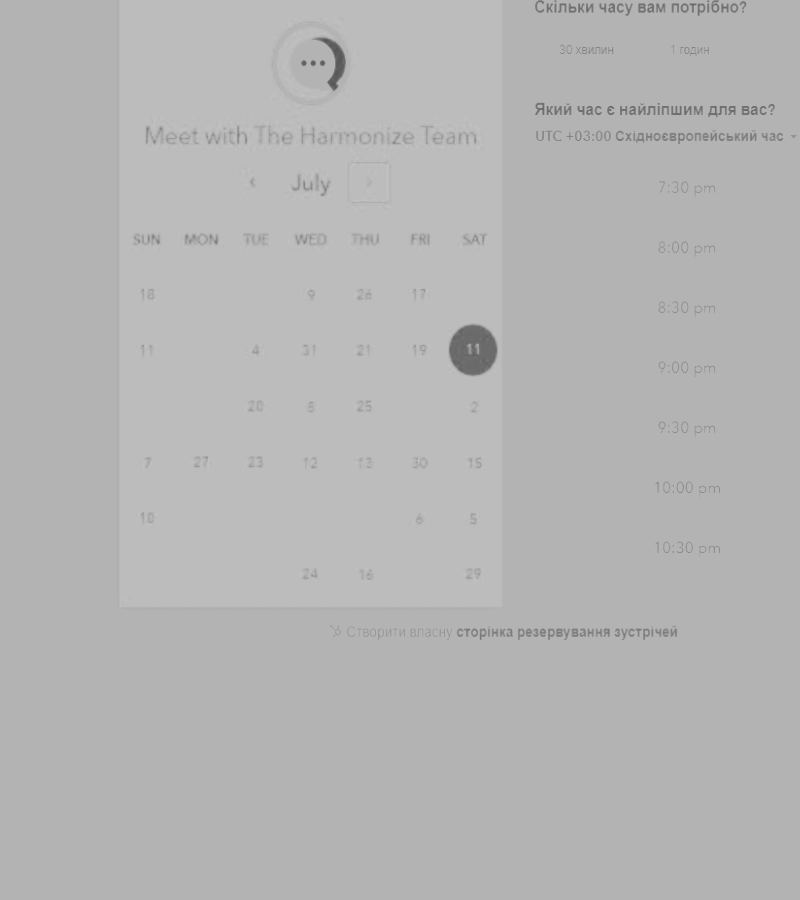 Meet with The Harmonize Team
July
SUN MON TUE WED THU FRI SAT
18 9 26 17
11 4 31 21 19 11
20 8 25 2
7 27 23 12 13 30 15
10 6 5
24 16 29
Скільки часу вам потрібно?
30 хвилин 1 годин
Який час є найліпшим для вас?
UTC +03:00 Східноєвропейський час
7:30 pm
8:00 pm
8:30 pm
9:00 pm
9:30 pm
10:00 pm
10:30 pm
Створити власну сторінка резервування зустрічей